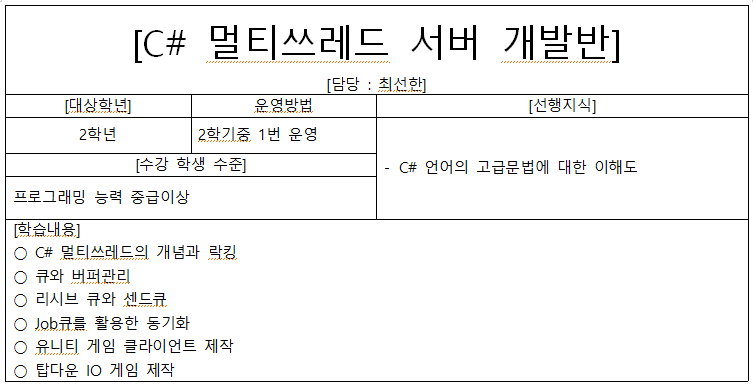 [C# 멀티쓰레드 서버 개발반]
[담당 : 최선한]
[대상학년] 운영방법 [선행지식]
2학년 2학기중 1번 운영
[수강 학생 수준]
- C# 언어의 고급문법에 대한 이해도
프로그래밍 능력 중급이상
[학습내용]
○ C# 멀티쓰레드의 개념과 락킹
○ 큐와 버퍼관리
○ 리시브 큐와 센드큐
○ Job큐를 활용한 동기화
○ 유니티 게임 클라이언트 제작
○ 탑다운 IO 게임 제작